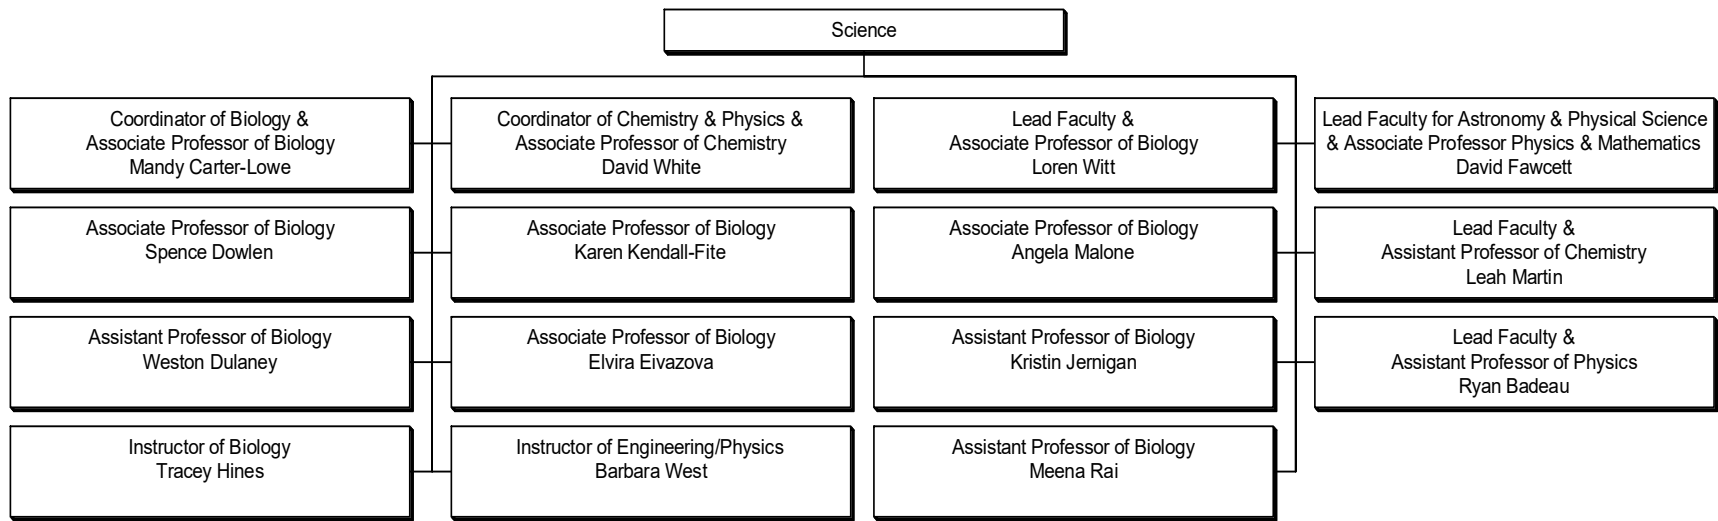 Science
Coordinator of Biology &
Associate Professor of Biology
Mandy Carter-Lowe
Coordinator of Chemistry & Physics &
Associate Professor of Chemistry
David White
Lead Faculty &
Associate Professor of Biology
Loren Witt
Lead Faculty for Astronomy & Physical Science
& Associate Professor Physics & Mathematics
David Fawcett
Associate Professor of Biology
Spence Dowlen
Associate Professor of Biology
Karen Kendall-Fite
Associate Professor of Biology
Angela Malone
Lead Faculty &
Assistant Professor of Chemistry
Leah Martin
Assistant Professor of Biology
Weston Dulaney
Associate Professor of Biology
Elvira Eivazova
Assistant Professor of Biology
Kristin Jernigan
Lead Faculty &
Assistant Professor of Physics
Ryan Badeau
Instructor of Biology
Tracey Hines
Instructor of Engineering/Physics
Barbara West
Assistant Professor of Biology
Meena Rai